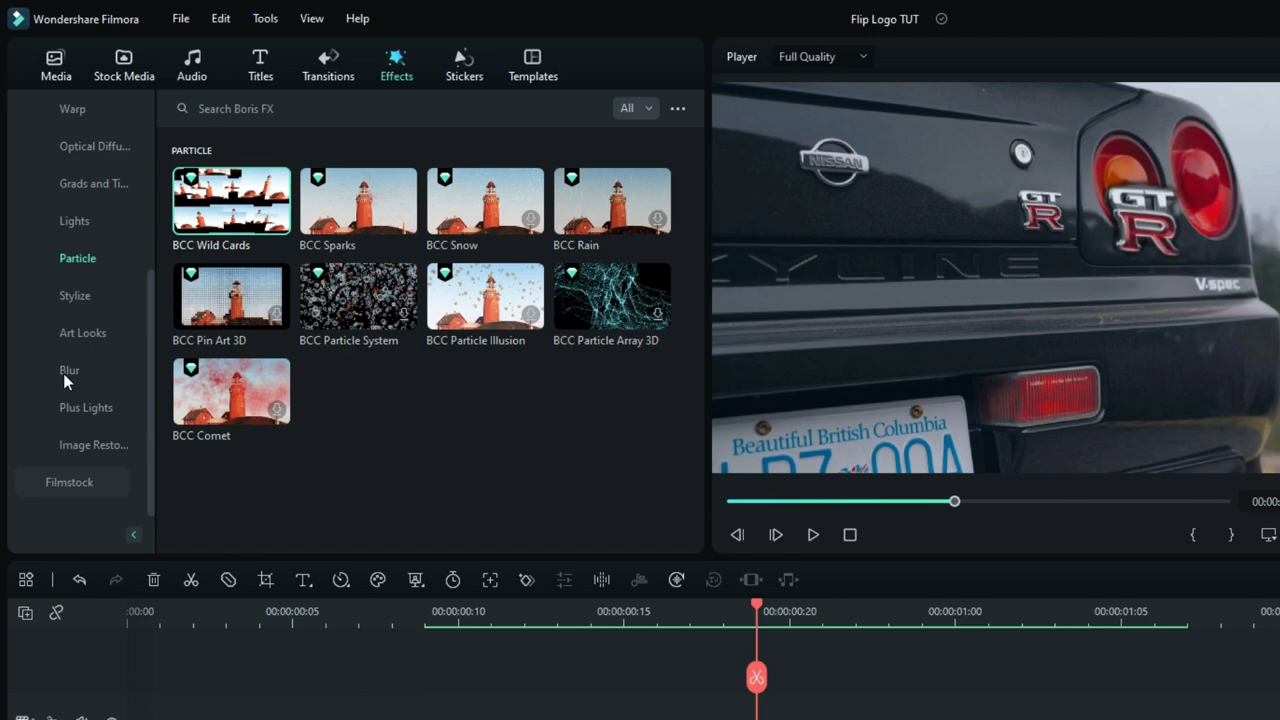 Wondershare Filmora File Edit Tools View Help Flip Logo TUT
Media Stock Media Audio Titles Transitions Effects Stickers Templates
Player Full Quality
Search Boris FX All
Warp
Optical Diffu...
Grads and Ti...
Lights
Particle
Stylize
Art Looks
Blur
Plus Lights
Image Resto...
Filmstock
PARTICLE
BCC Wild Cards BCC Sparks BCC Snow BCC Rain
BCC Pin Art 3D BCC Particle System BCC Particle Illusion BCC Particle Array 3D
BCC Comet
NISSAN
GT
R
GT
R
SKYLINE
V·spec
Beautiful British Columbia
00:00:
:00:00 00:00:00:05 00:00:00:10 00:00:00:15 00:00:00:20 00:00:01:00 00:00:01:05 00:0